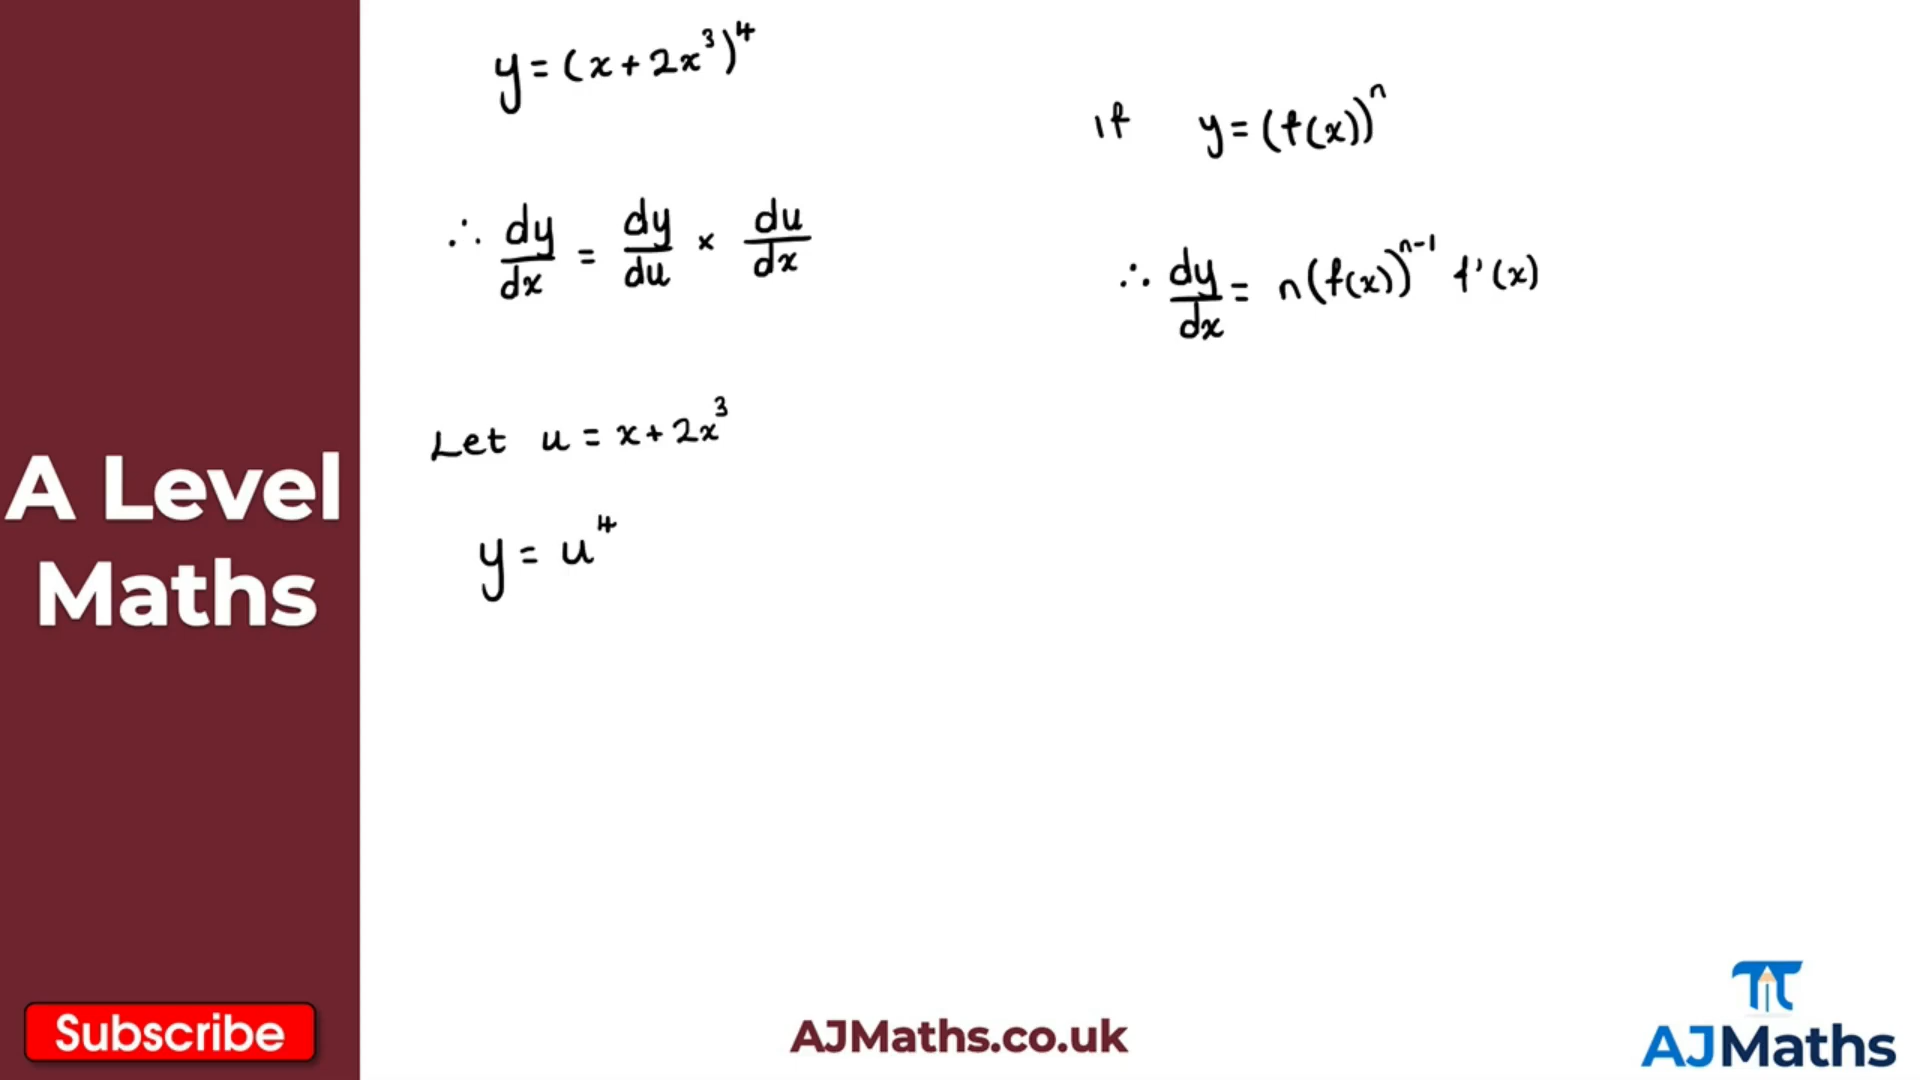 A Level
Maths
Subscribe
y = (x + 2x³)⁴
∴ dy/dx = dy/du × du/dx
Let u = x + 2x³
y = u⁴
If y = (f(x))ⁿ
∴ dy/dx = n(f(x))ⁿ⁻¹ f'(x)
AJMaths.co.uk
AJMaths